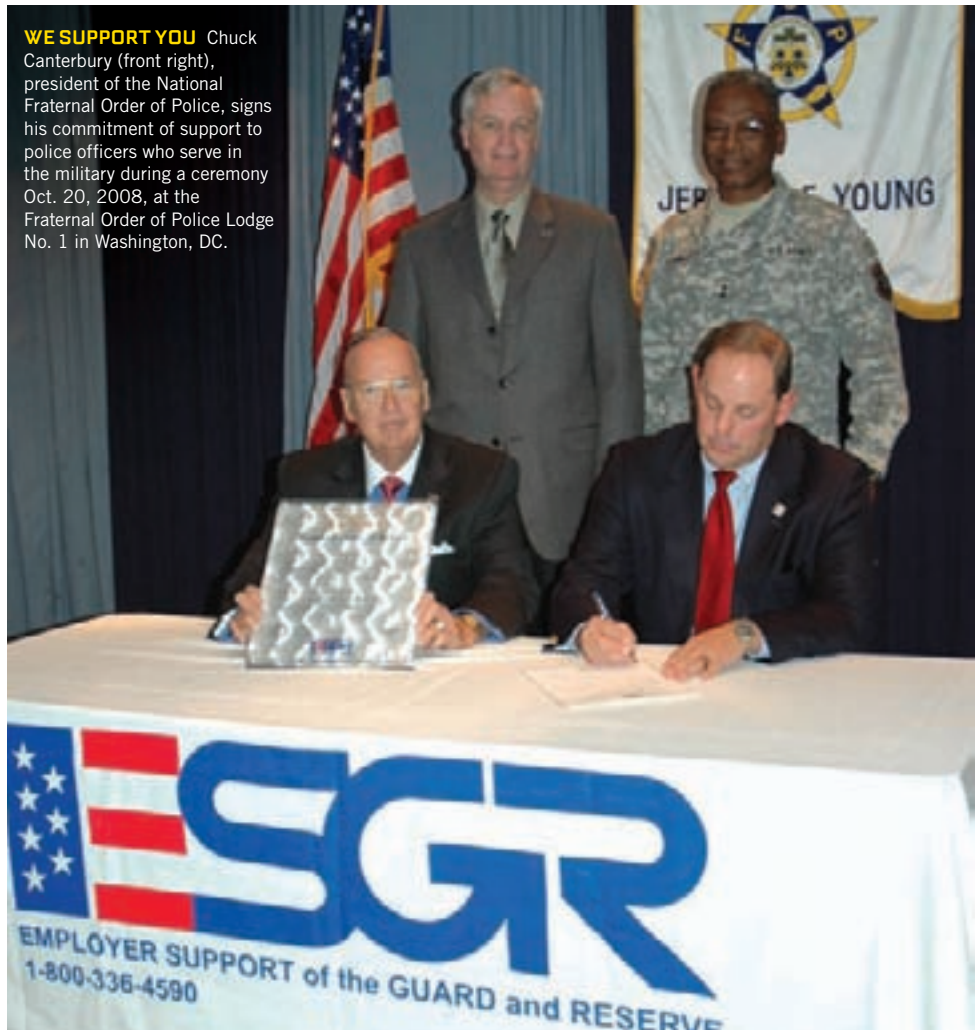 WE SUPPORT YOU Chuck
Canterbury (front right),
president of the National
Fraternal Order of Police, signs
his commitment of support to
police officers who serve in
the military during a ceremony
Oct. 20, 2008, at the
Fraternal Order of Police Lodge
No. 1 in Washington, DC.
F P
YOUNG
ESGR
EMPLOYER SUPPORT of the GUARD and RESERVE
1-800-336-4590